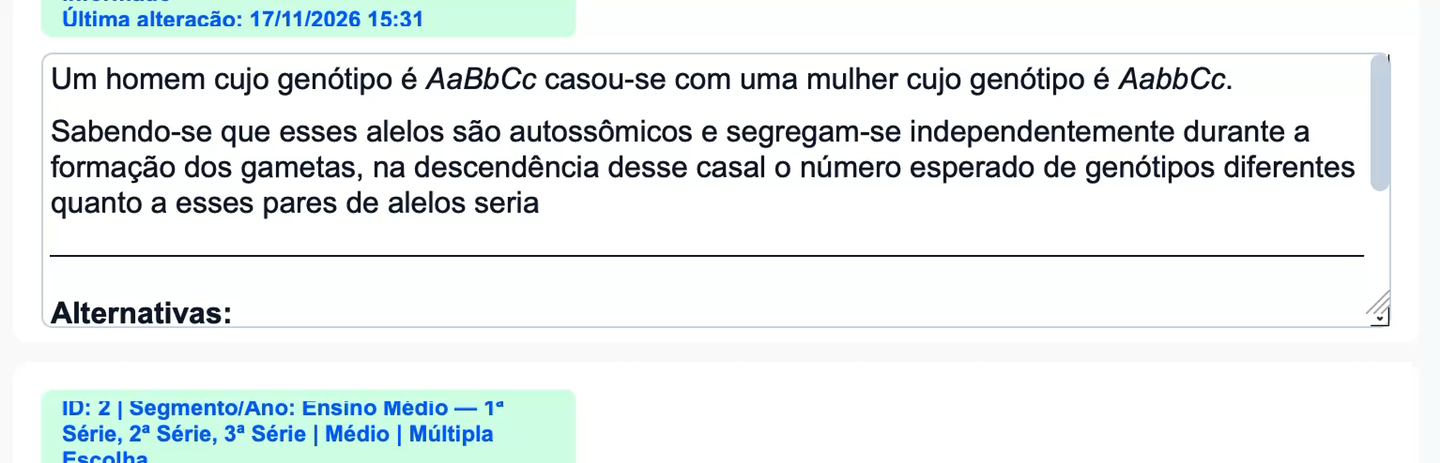 Última alteração: 17/11/2026 15:31
Um homem cujo genótipo é AaBbCc casou-se com uma mulher cujo genótipo é AabbCc.
Sabendo-se que esses alelos são autossômicos e segregam-se independentemente durante a
formação dos gametas, na descendência desse casal o número esperado de genótipos diferentes
quanto a esses pares de alelos seria
Alternativas:
ID: 2 | Segmento/Ano: Ensino Médio — 1ª
Série, 2ª Série, 3ª Série | Médio | Múltipla
Escolha